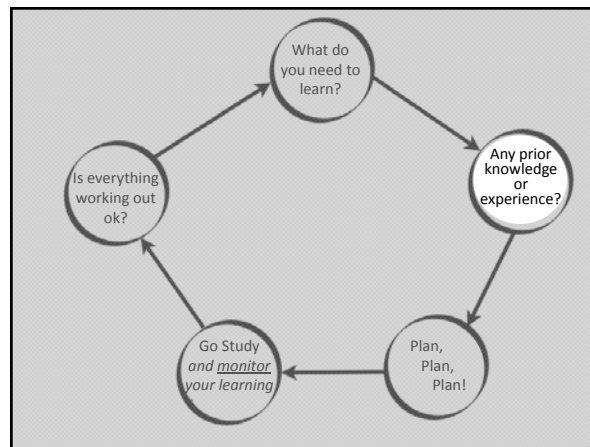 What do
you need to
learn?
Any prior
knowledge
or
experience?
Plan,
Plan,
Plan!
Go Study
and monitor
your learning
Is everything
working out
ok?